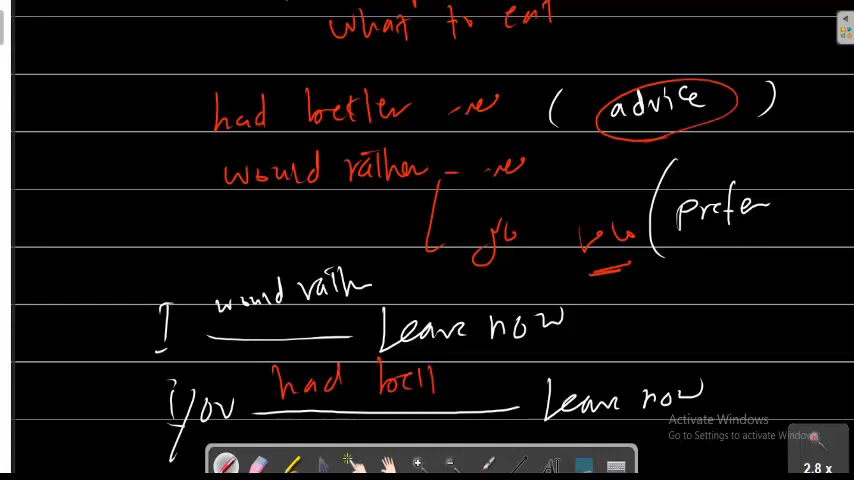 what to eat
had better (advice)
would rather - (prefer
I would rath Leave now
You had bett Leave now
Activate Windows
Go to Settings to activate Windows.
2.8 x